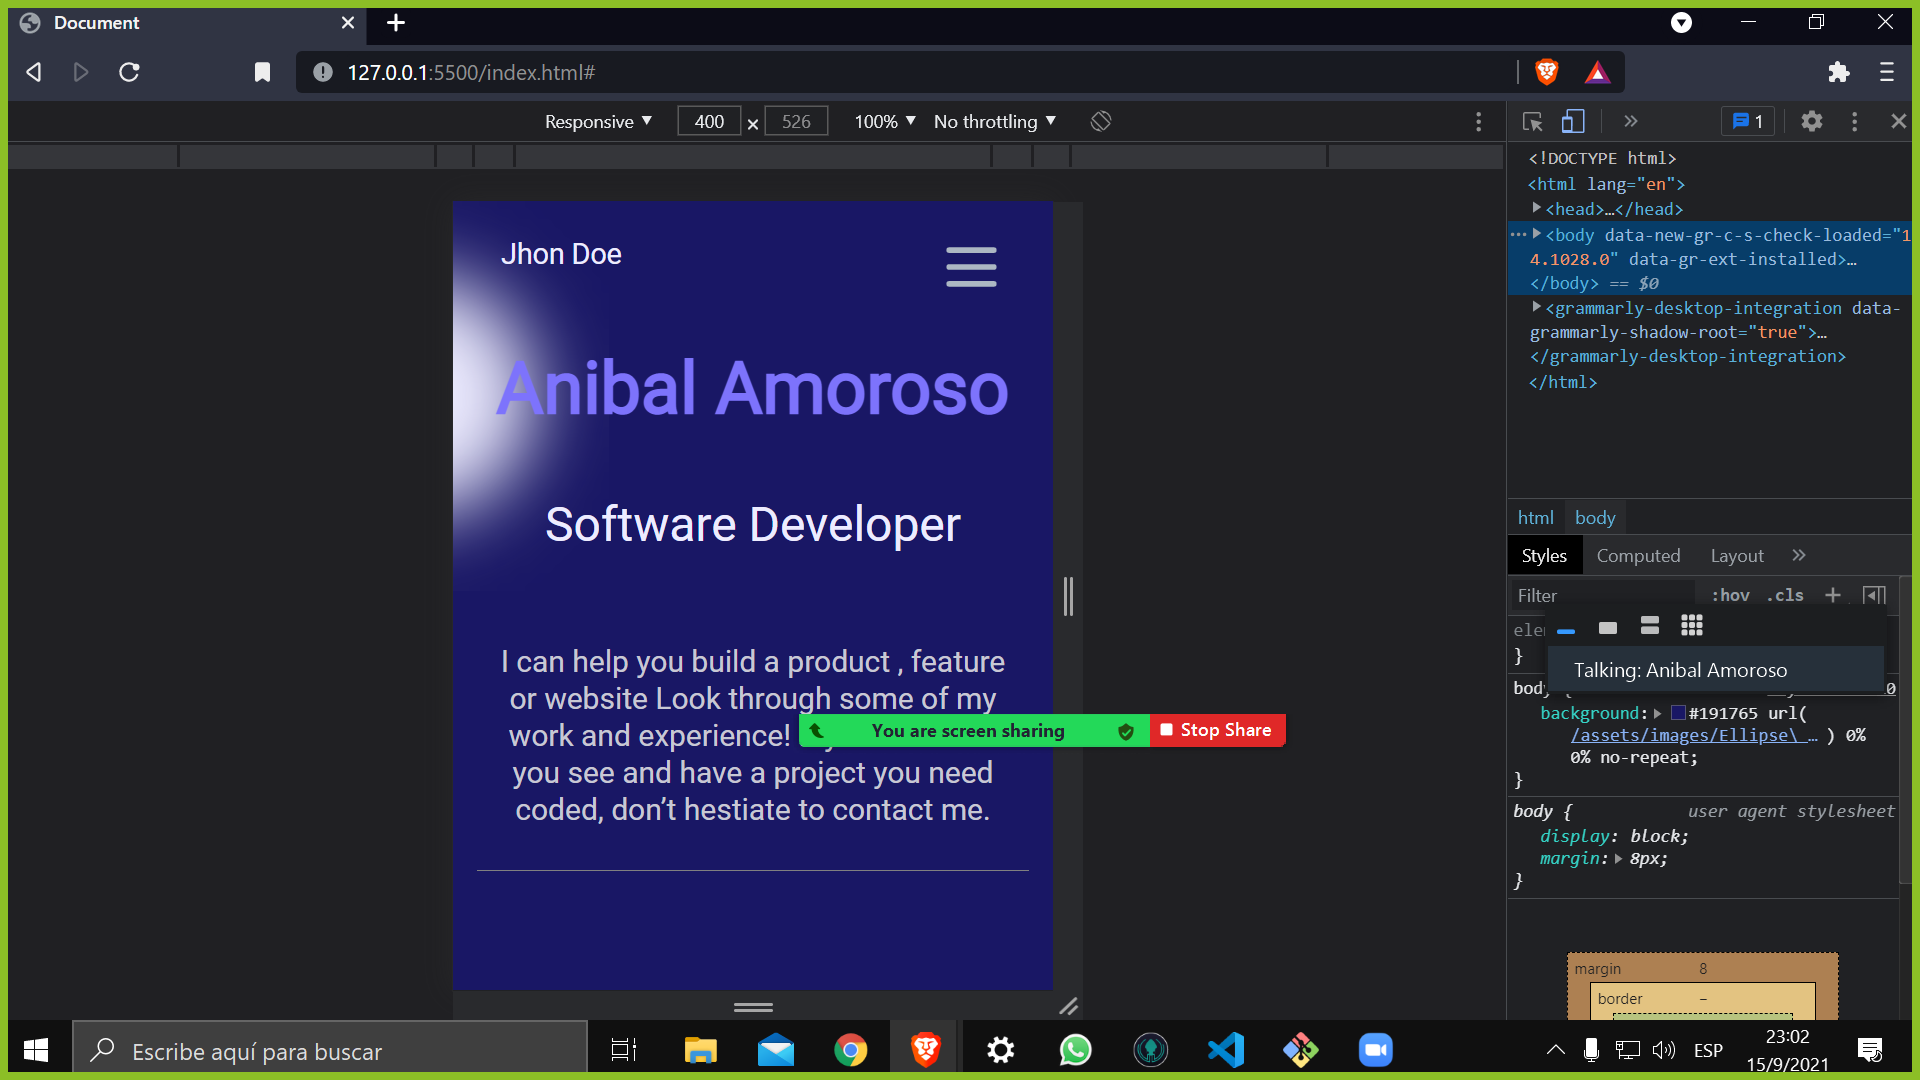 Document
127.0.0.1:5500/index.html#
Responsive 400 × 526 100% No throttling
1
<!DOCTYPE html>
<html lang="en">
<head>…</head>
<body data-new-gr-c-s-check-loaded="1
4.1028.0" data-gr-ext-installed>…
</body> == $0
<grammarly-desktop-integration data-
grammarly-shadow-root="true">…
</grammarly-desktop-integration>
</html>
html body
Styles Computed Layout
Filter :hov .cls +
}
Talking: Anibal Amoroso
body {
background: #191765 url(
/assets/images/Ellipse\ … ) 0%
0% no-repeat;
}
body { user agent stylesheet
display: block;
margin: 8px;
}
margin 8
border –
Jhon Doe
Anibal Amoroso
Software Developer
I can help you build a product , feature
or website Look through some of my
work and experience!
you see and have a project you need
coded, don’t hestiate to contact me.
You are screen sharing Stop Share
Escribe aquí para buscar
ESP
23:02
15/9/2021